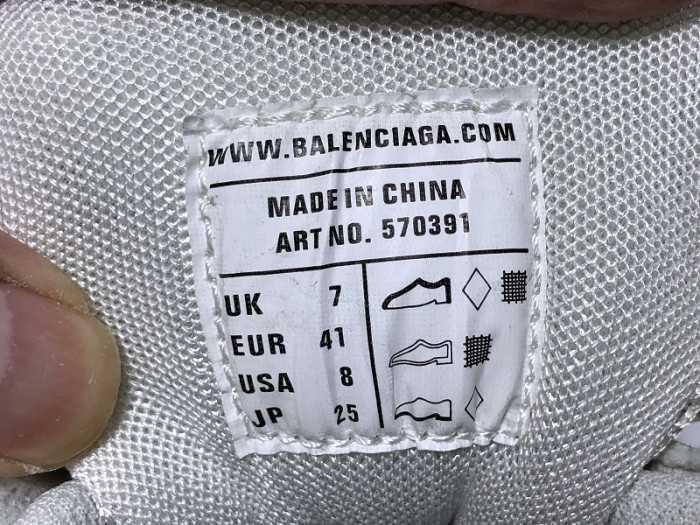 WWW.BALENCIAGA.COM
MADE IN CHINA
ART NO. 570391
UK 7
EUR 41
USA 8
JP 25